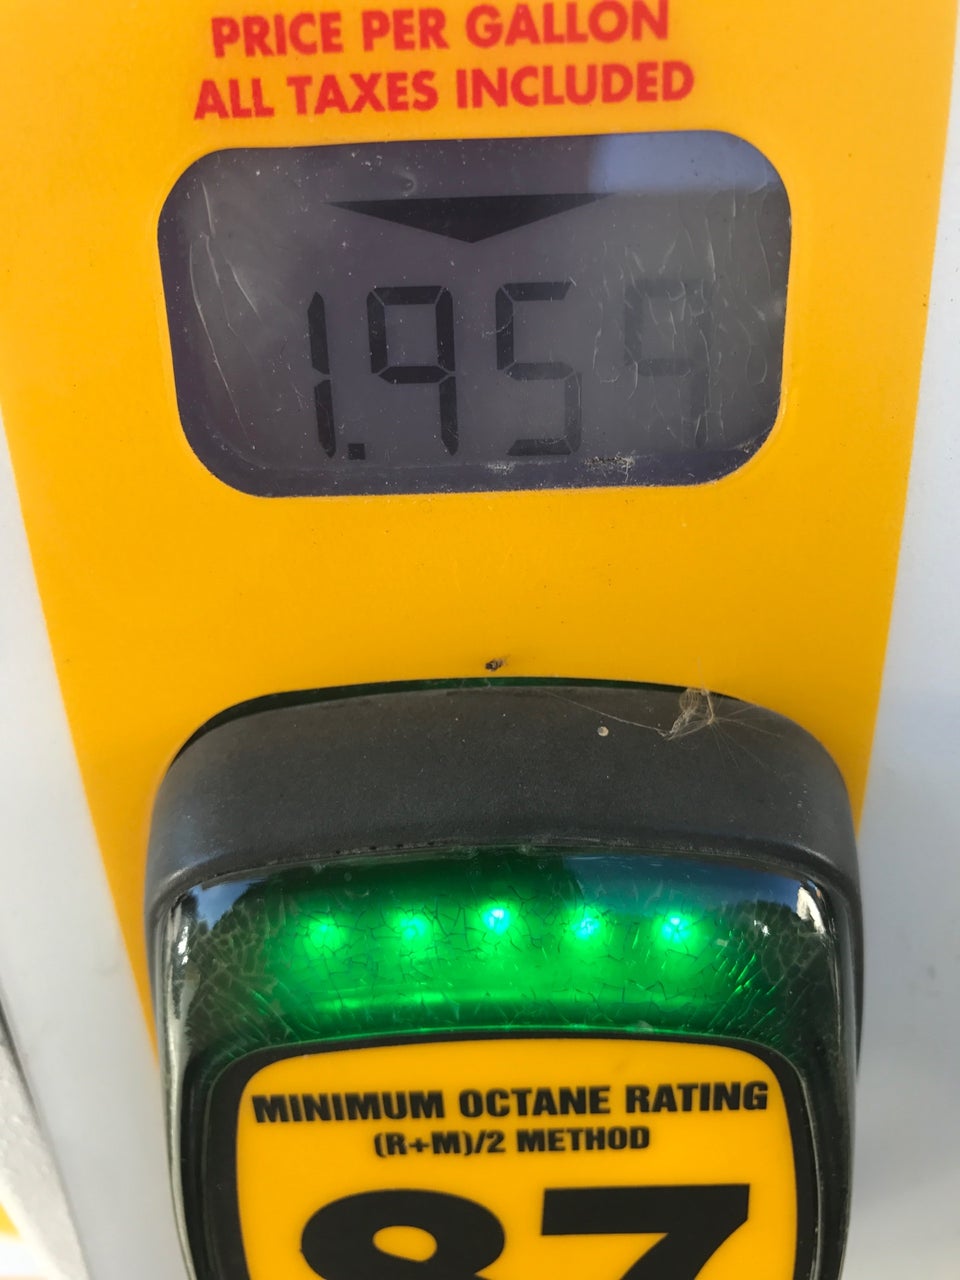 PRICE PER GALLON
ALL TAXES INCLUDED
1.959
MINIMUM OCTANE RATING
(R+M)/2 METHOD
87